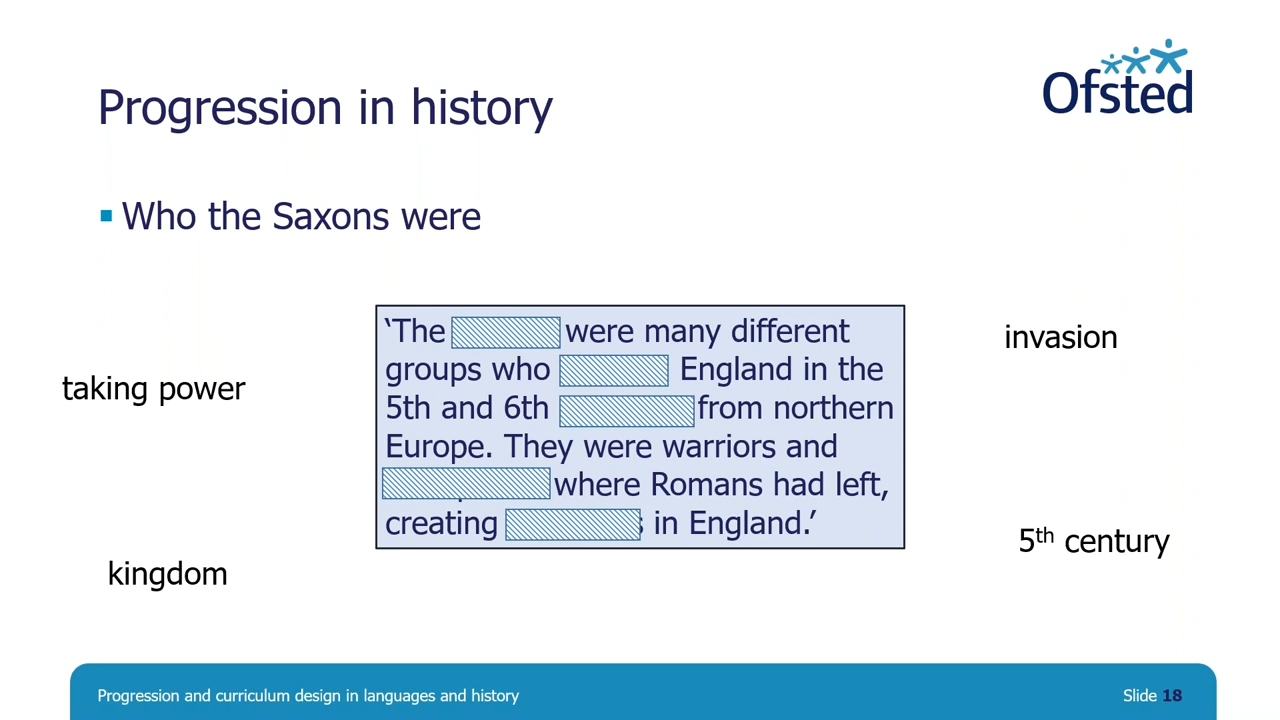 Ofsted
Progression in history
Who the Saxons were
‘The were many different
groups who England in the
5th and 6th from northern
Europe. They were warriors and
where Romans had left,
creating in England.’
invasion
taking power
5th century
kingdom
Progression and curriculum design in languages and history
Slide 18